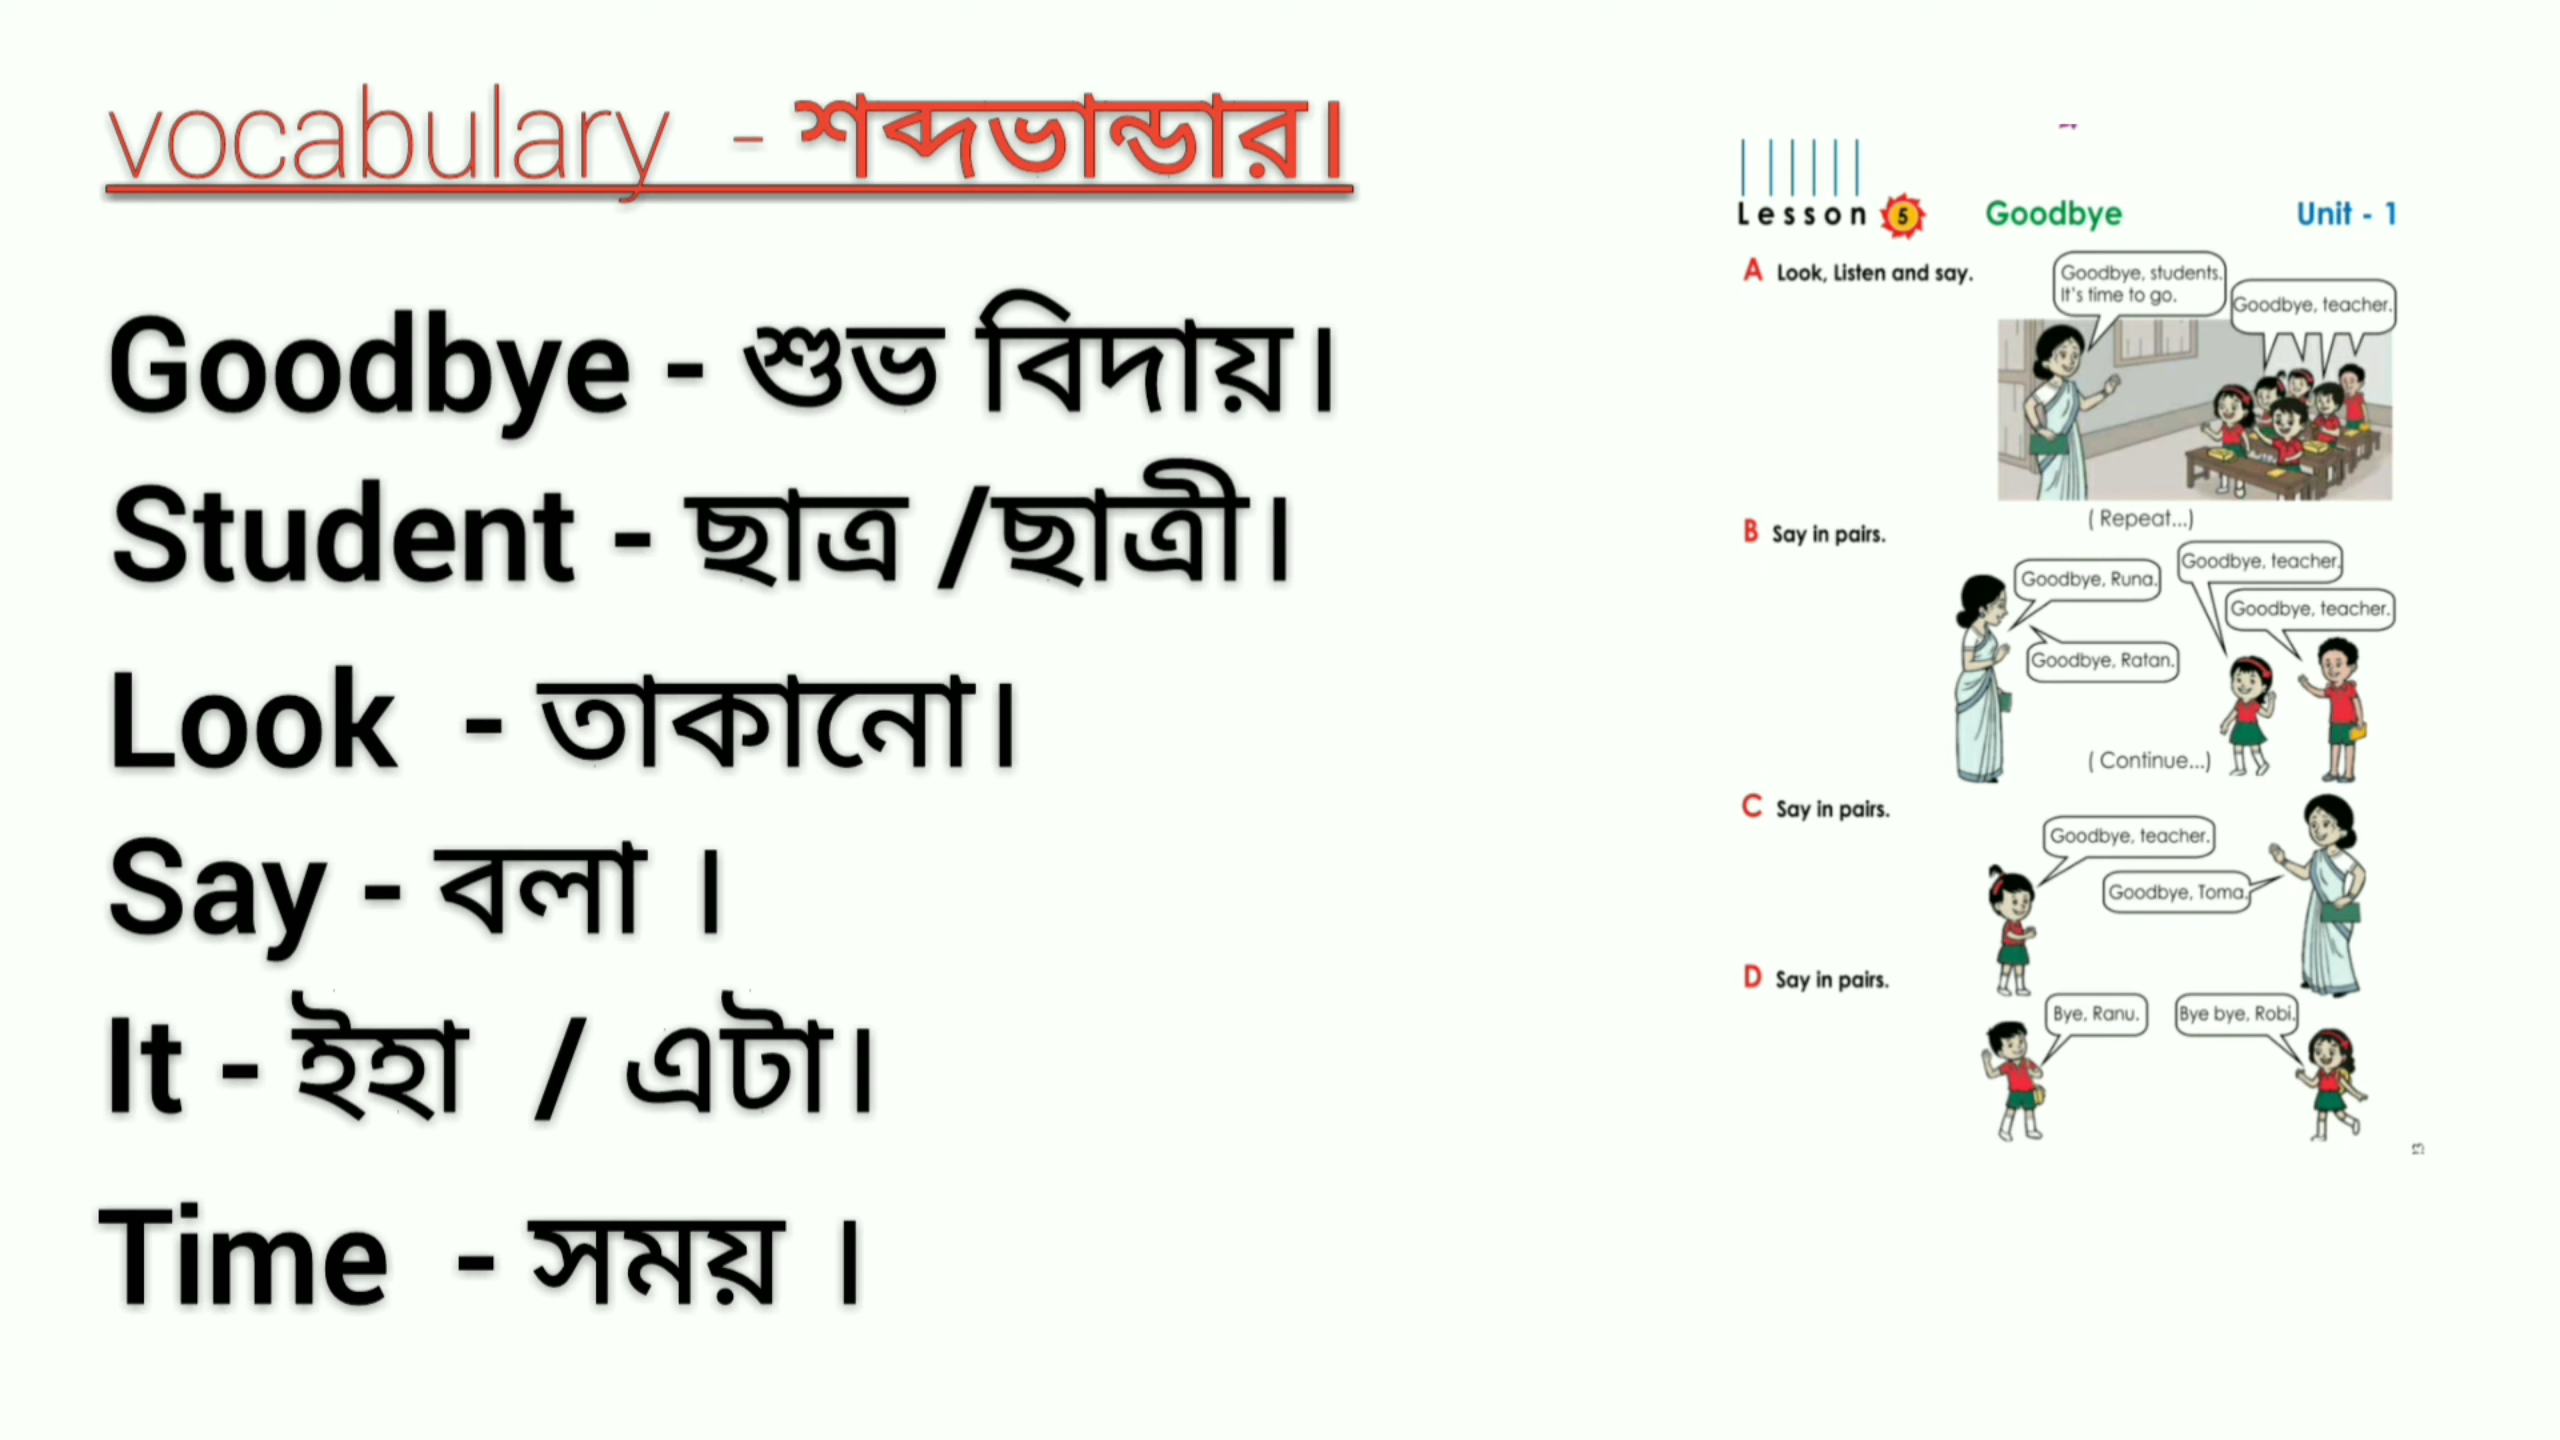 vocabulary - শব্দভান্ডার।
Goodbye - শুভ বিদায়।
Student - ছাত্র /ছাত্রী।
Look - তাকানো।
Say - বলা ।
It - ইহা / এটা।
Time - সময় ।
Lesson 5 Goodbye Unit - 1
A Look, Listen and say.
Goodbye, students.
It's time to go.
Goodbye, teacher.
( Repeat...)
B Say in pairs.
Goodbye, Runa.
Goodbye, teacher.
Goodbye, teacher.
Goodbye, Ratan.
( Continue...)
C Say in pairs.
Goodbye, teacher.
Goodbye, Toma.
D Say in pairs.
Bye, Ranu.
Bye bye, Robi.
13